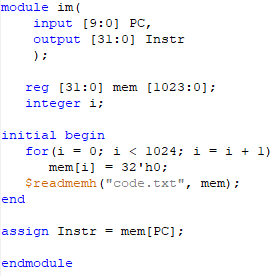 module im(
    input [9:0] PC,
    output [31:0] Instr
    );

   reg [31:0] mem [1023:0];
   integer i;

initial begin
   for(i = 0; i < 1024; i = i + 1)
      mem[i] = 32'h0;
   $readmemh("code.txt", mem);
end

assign Instr = mem[PC];

endmodule